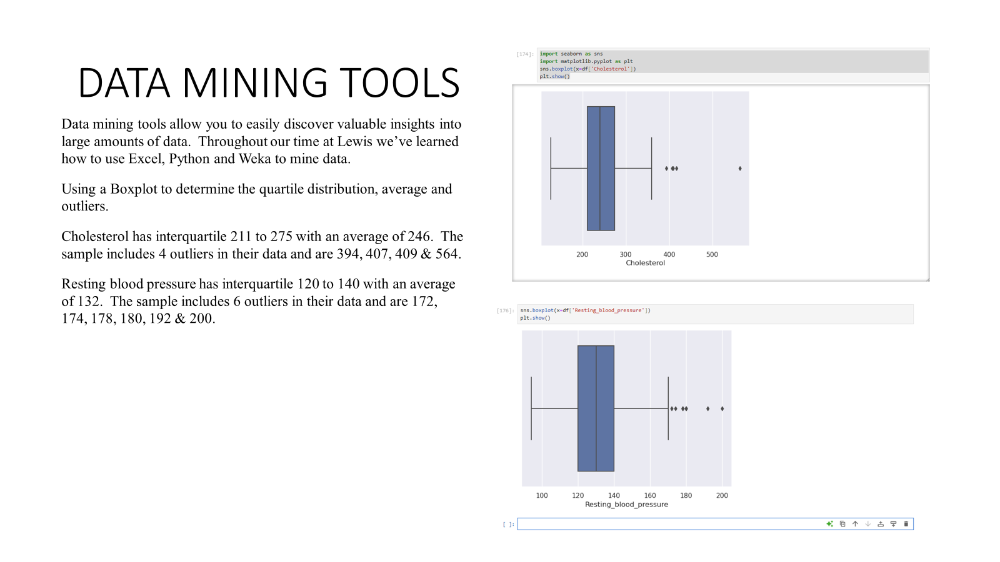 DATA MINING TOOLS
Data mining tools allow you to easily discover valuable insights into
large amounts of data.  Throughout our time at Lewis we’ve learned
how to use Excel, Python and Weka to mine data.
Using a Boxplot to determine the quartile distribution, average and
outliers.
Cholesterol has interquartile 211 to 275 with an average of 246.  The
sample includes 4 outliers in their data and are 394, 407, 409 & 564.
Resting blood pressure has interquartile 120 to 140 with an average
of 132.  The sample includes 6 outliers in their data and are 172,
174, 178, 180, 192 & 200.
[174]: import seaborn as sns
import matplotlib.pyplot as plt
sns.boxplot(x=df['Cholesterol'])
plt.show()
200 300 400 500
Cholesterol
[176]: sns.boxplot(x=df['Resting_blood_pressure'])
plt.show()
100 120 140 160 180 200
Resting_blood_pressure
[ ]: